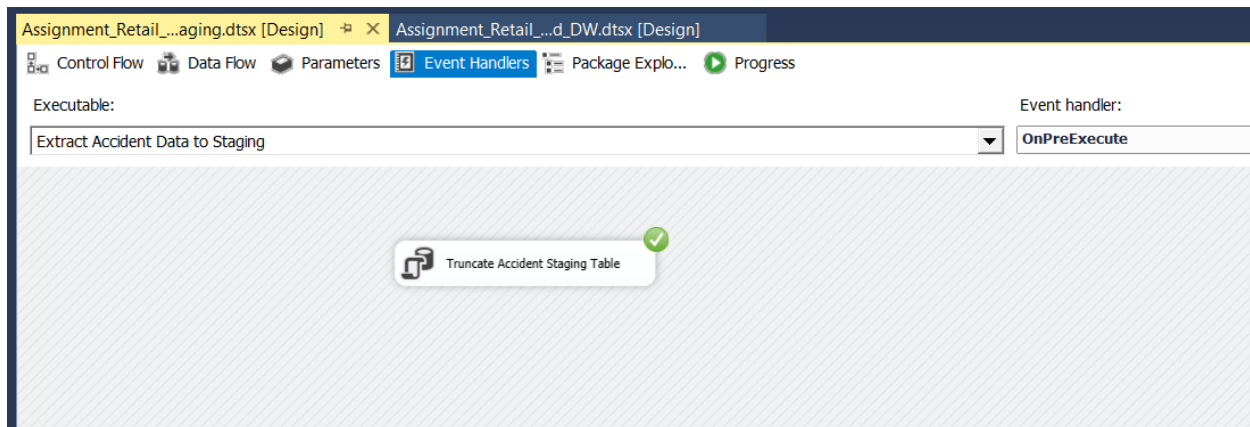 Assignment_Retail_...aging.dtsx [Design] Assignment_Retail_...d_DW.dtsx [Design]
Control Flow Data Flow Parameters Event Handlers Package Explo... Progress
Executable: Event handler:
Extract Accident Data to Staging OnPreExecute
Truncate Accident Staging Table